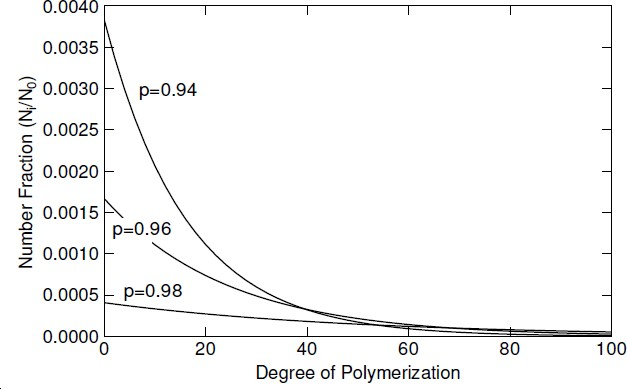 0.0040
0.0035
0.0030
0.0025
0.0020
0.0015
0.0010
0.0005
0.0000
Number Fraction (Ni/N0)
p=0.94
p=0.96
p=0.98
0 20 40 60 80 100
Degree of Polymerization